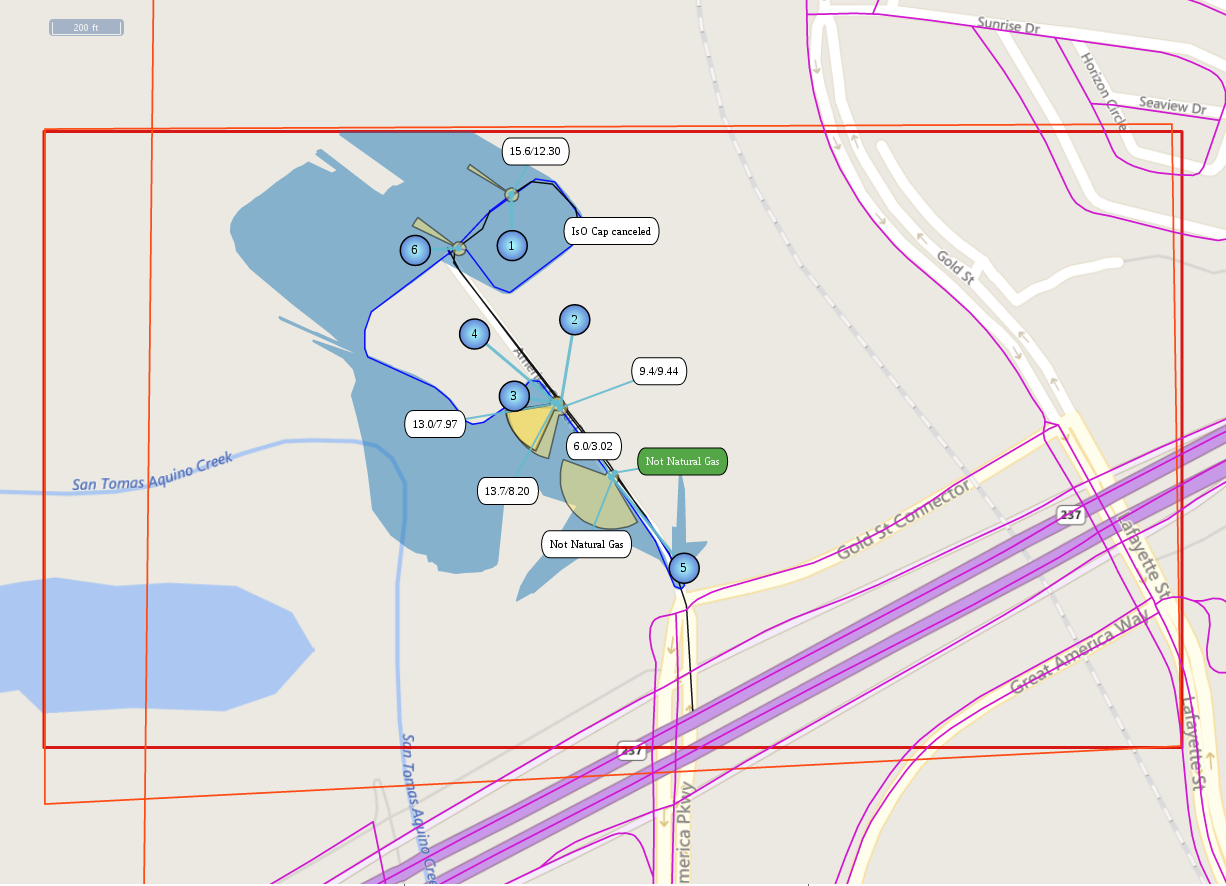 200 ft
Sunrise Dr
Horizon Circle
Seaview Dr
15.6/12.30
IsO Cap canceled
1
6
Gold St
2
4
Ameri
9.4/9.44
3
13.0/7.97
6.0/3.02
Not Natural Gas
San Tomas Aquino Creek
13.7/8.20
Gold St Connector
237
Lafayette St
Not Natural Gas
5
Great America Way
237
Lafayette St
San Tomas Aquino Cree
merica Pkwy